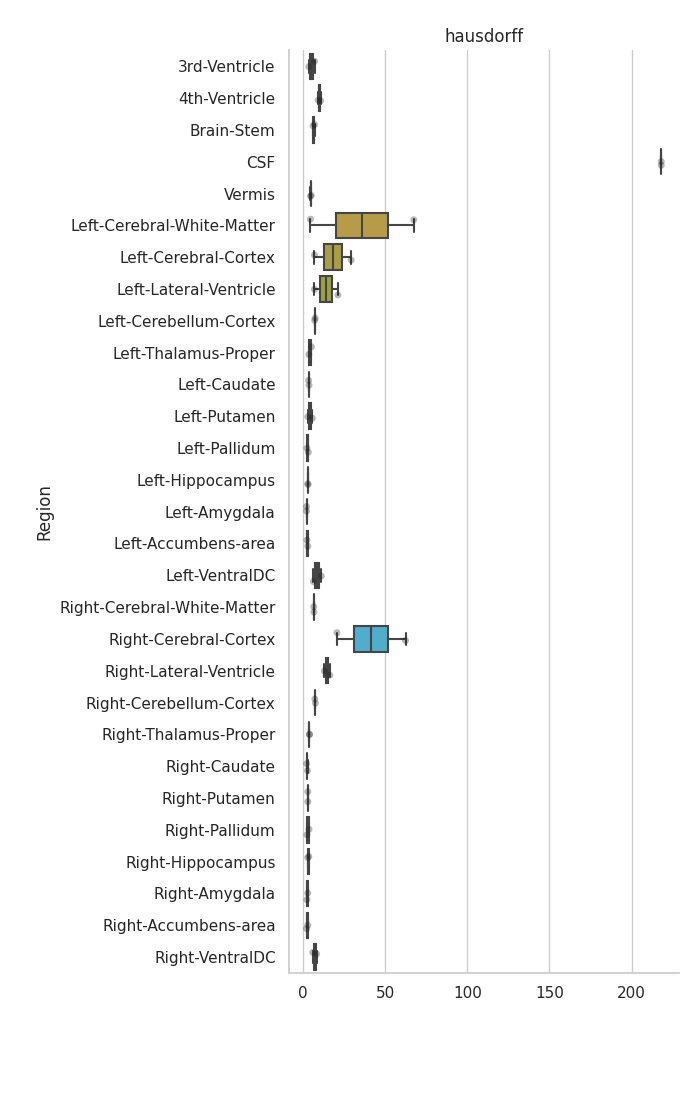 hausdorff
3rd-Ventricle
4th-Ventricle
Brain-Stem
CSF
Vermis
Left-Cerebral-White-Matter
Left-Cerebral-Cortex
Left-Lateral-Ventricle
Left-Cerebellum-Cortex
Left-Thalamus-Proper
Left-Caudate
Left-Putamen
Left-Pallidum
Left-Hippocampus
Region
Left-Amygdala
Left-Accumbens-area
Left-VentralDC
Right-Cerebral-White-Matter
Right-Cerebral-Cortex
Right-Lateral-Ventricle
Right-Cerebellum-Cortex
Right-Thalamus-Proper
Right-Caudate
Right-Putamen
Right-Pallidum
Right-Hippocampus
Right-Amygdala
Right-Accumbens-area
Right-VentralDC
0 50 100 150 200